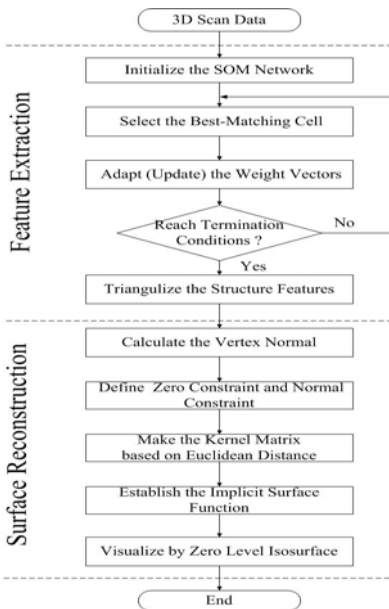 3D Scan Data
Feature Extraction
Initialize the SOM Network
Select the Best-Matching Cell
Adapt (Update) the Weight Vectors
Reach Termination
Conditions ?
No
Yes
Triangulize the Structure Features
Surface Reconstruction
Calculate the Vertex Normal
Define Zero Constraint and Normal
Constraint
Make the Kernel Matrix
based on Euclidean Distance
Establish the Implicit Surface
Function
Visualize by Zero Level Isosurface
End